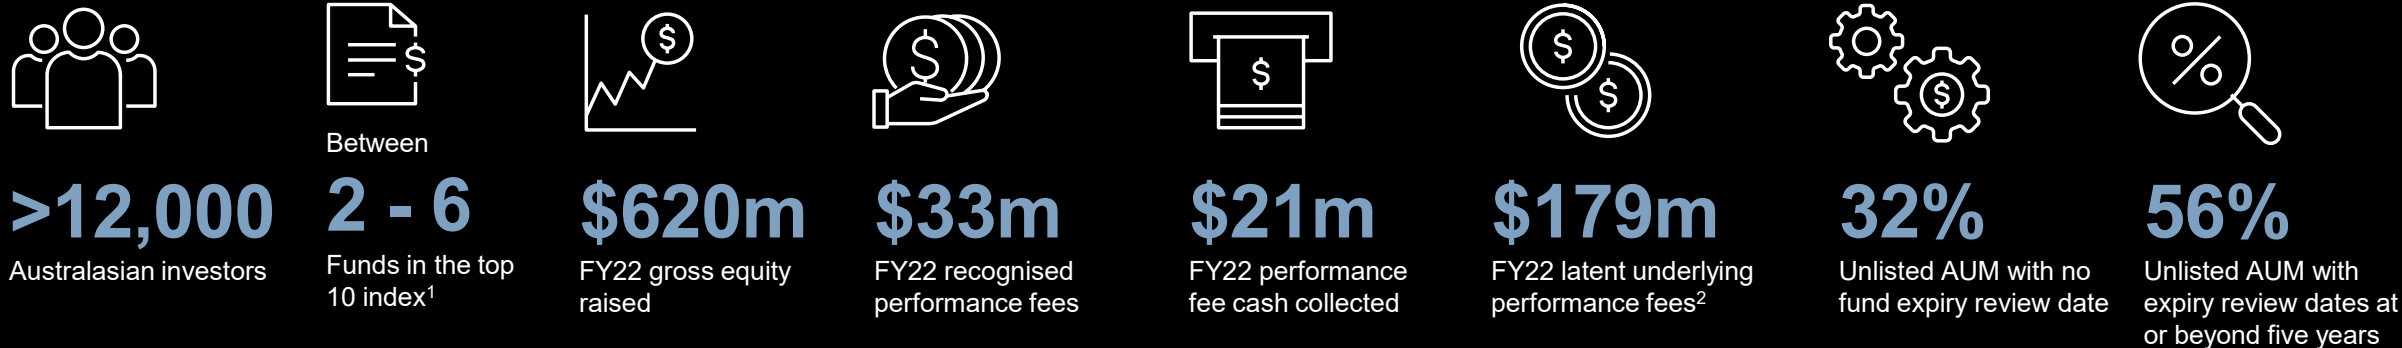 >12,000
Australasian investors
Between
2 - 6
Funds in the top
10 index1
$
$
$620m
FY22 gross equity
raised
$
$33m
FY22 recognised
performance fees
$
$21m
FY22 performance
fee cash collected
$
$
$179m
FY22 latent underlying
performance fees2
$
32%
Unlisted AUM with no
fund expiry review date
%
56%
Unlisted AUM with
expiry review dates at
or beyond five years